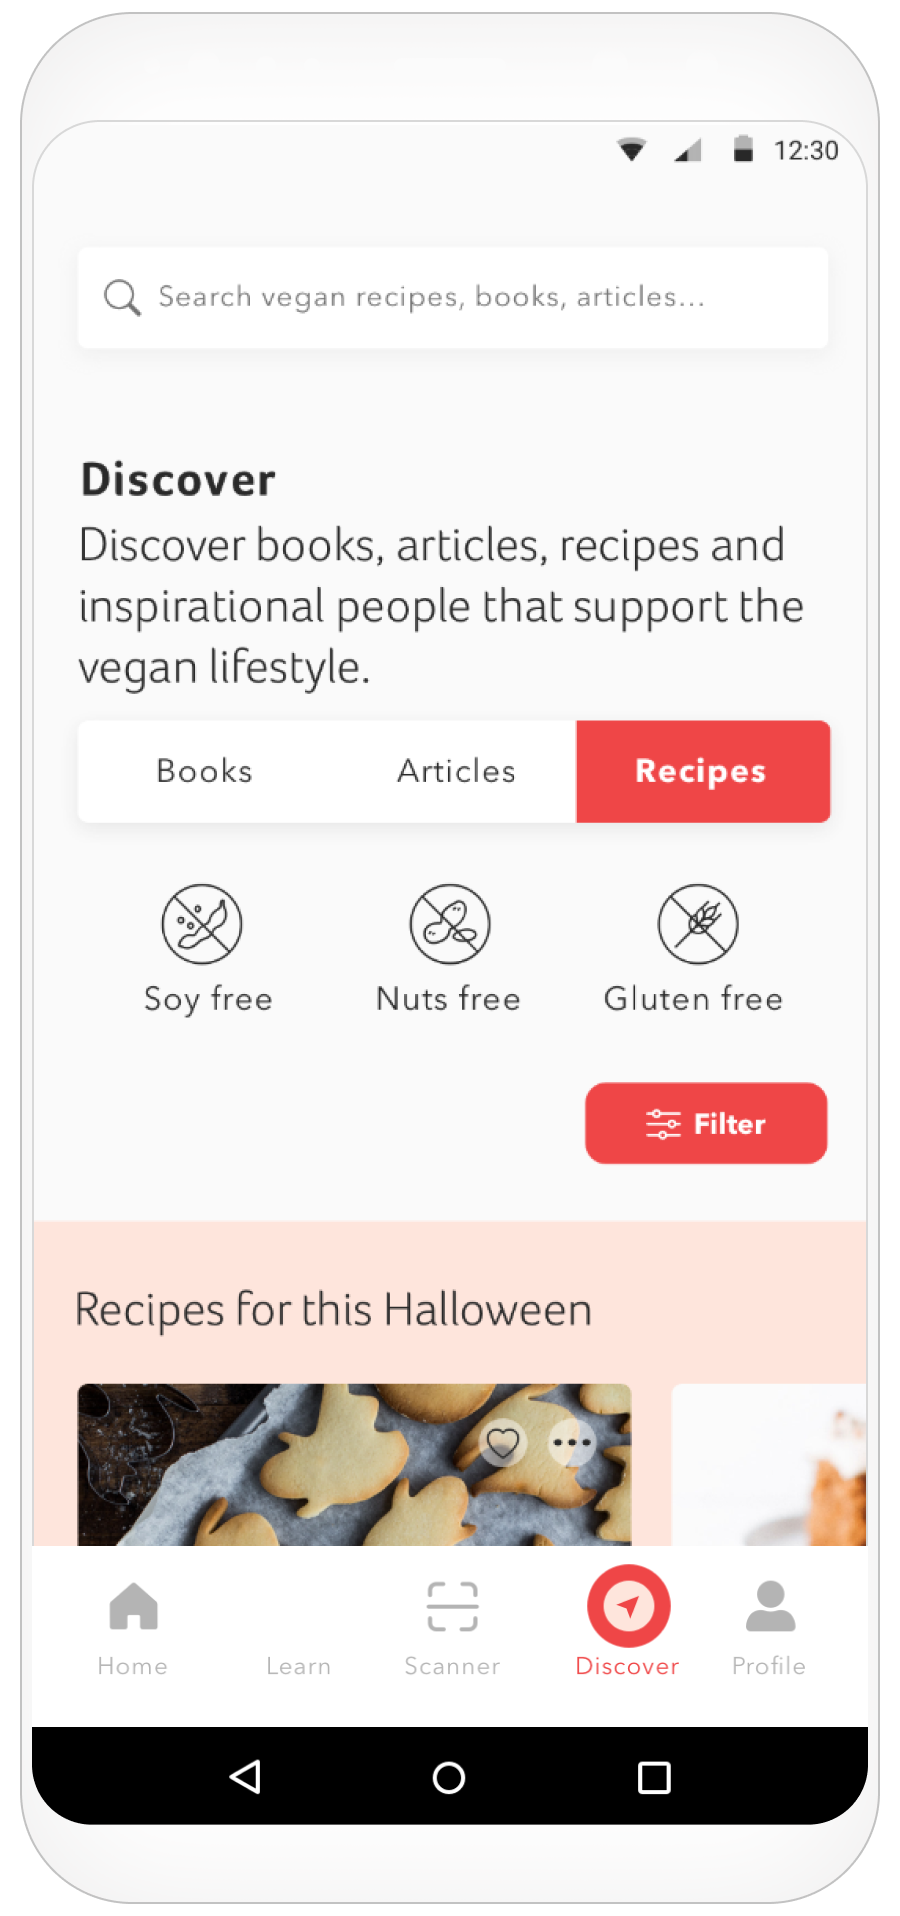 12:30
Search vegan recipes, books, articles...
Discover
Discover books, articles, recipes and
inspirational people that support the
vegan lifestyle.
Books Articles Recipes
Soy free Nuts free Gluten free
Filter
Recipes for this Halloween
Home Learn Scanner Discover Profile